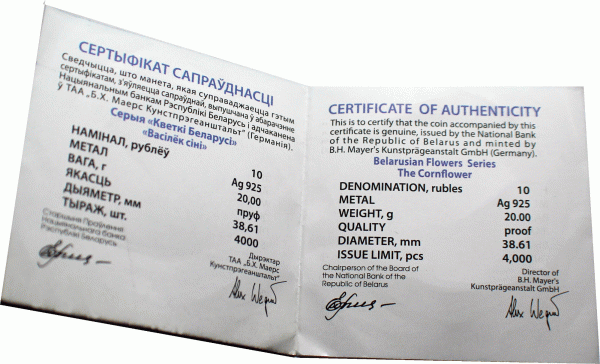 СЕРТЫФІКАТ САПРАЎДНАСЦІ
Сведчыцца, што манета, якая суправаджаецца гэтым
сертыфікатам, з'яўляецца сапраўднай, выпушчана ў абарачэнне
Нацыянальным банкам Рэспублікі Беларусь і адчаканена
ў ТАА „Б.Х. Маерс Кунстпрэгеанштальт“ (Германія).
Серыя «Кветкі Беларусі»
«Васілёк сіні»
НАМІНАЛ, рублёў 10
МЕТАЛ Ag 925
ВАГА, г 20,00
ЯКАСЦЬ пруф
ДЫЯМЕТР, мм 38.61
ТЫРАЖ, шт. 4000
Старшыня Праўлення
Нацыянальнага банка
Рэспублікі Беларусь
Дырэктар
ТАА „Б.Х. Маерс
Кунстпрэгеанштальт“
CERTIFICATE OF AUTHENTICITY
This is to certify that the coin accompanied by this
certificate is genuine, issued by the National Bank
of the Republic of Belarus and minted by
B.H. Mayer's Kunstprägeanstalt GmbH (Germany).
Belarusian Flowers Series
The Cornflower
DENOMINATION, rubles 10
METAL Ag 925
WEIGHT, g 20.00
QUALITY proof
DIAMETER, mm 38.61
ISSUE LIMIT, pcs 4,000
Chairperson of the Board of
the National Bank of the
Republic of Belarus
Director of
B.H. Mayer's
Kunstprägeanstalt GmbH